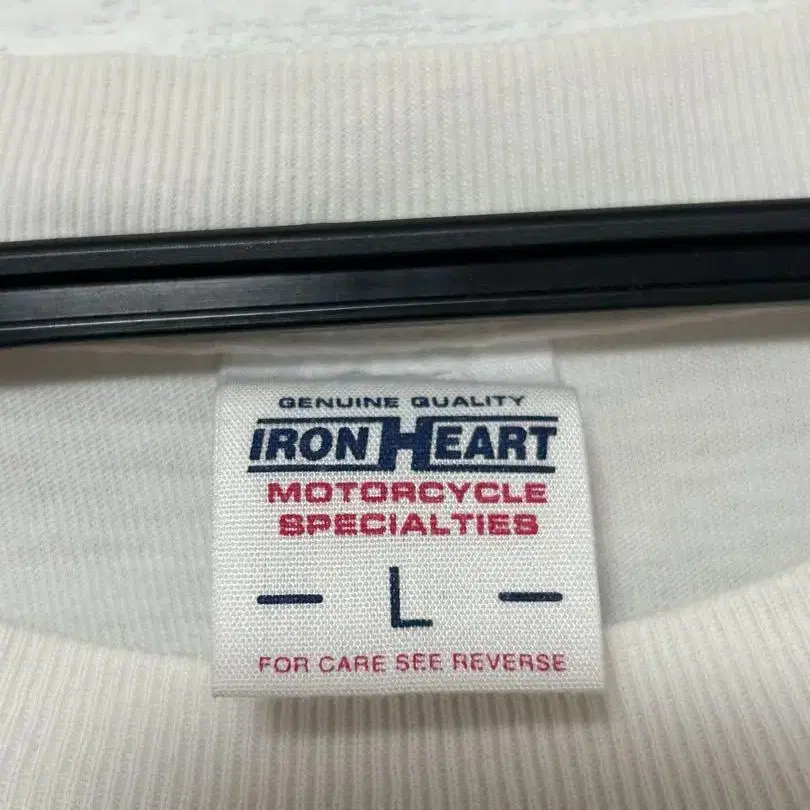 GENUINE QUALITY
IRON HEART
MOTORCYCLE
SPECIALTIES
- L -
FOR CARE SEE REVERSE